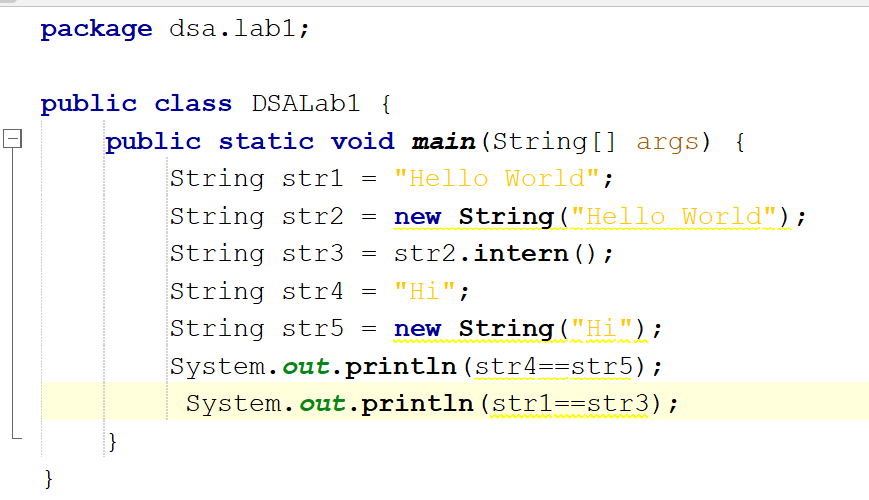 package dsa.lab1;
public class DSALab1 {
public static void main(String[] args) {
String str1 = "Hello World";
String str2 = new String("Hello World");
String str3 = str2.intern();
String str4 = "Hi";
String str5 = new String("Hi");
System.out.println(str4==str5);
System.out.println(str1==str3);
}
}